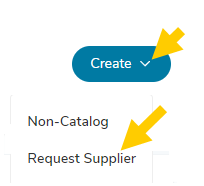 Create
Non-Catalog
Request Supplier